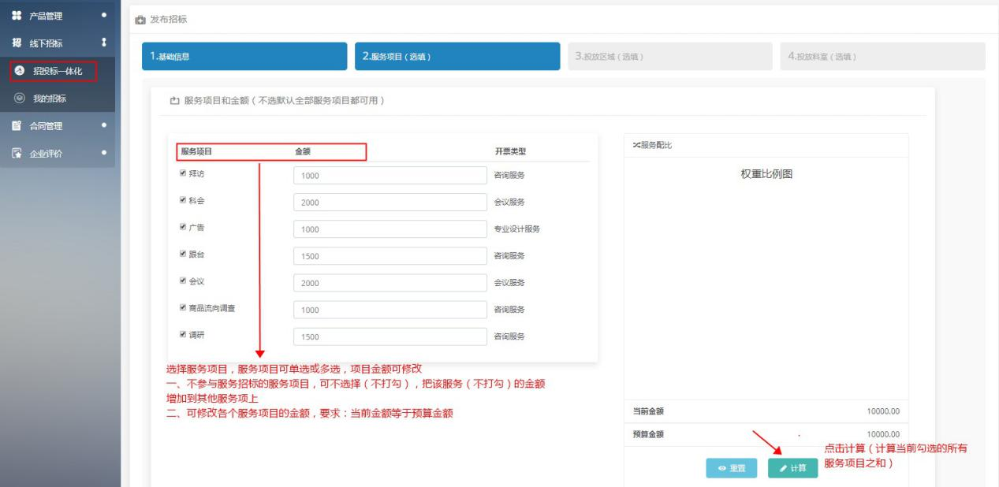 产品管理
线下招标
招投标一体化
我的招标
合同管理
企业评价
发布招标
1.基础信息
2.服务项目（选填）
3.投放区域（选填）
4.投放科室（选填）
服务项目和金额（不选默认全部服务项目都可用）
服务项目 金额 开票类型
拜访 1000 咨询服务
科会 2000 会议服务
广告 1000 专业设计服务
跟台 1500 咨询服务
会议 2000 会议服务
商品流向调查 1000 咨询服务
调研 1500 咨询服务
选择服务项目，服务项目可单选或多选，项目金额可修改
一、不参与服务招标的服务项目，可不选择（不打勾），把该服务（不打勾）的金额
增加到其他服务项上
二、可修改各个服务项目的金额，要求：当前金额等于预算金额
服务配比
权重比例图
当前金额 10000.00
预算金额 10000.00
重置
计算
点击计算（计算当前勾选的所有
服务项目之和）